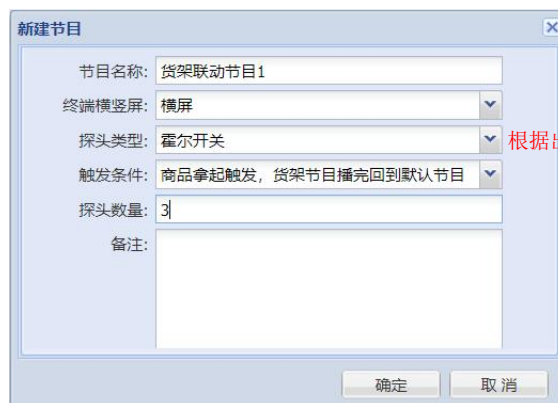 新建节目
节目名称: 货架联动节目1
终端横竖屏: 横屏
探头类型: 霍尔开关 根据出
触发条件: 商品拿起触发，货架节目播完回到默认节目
探头数量: 3
备注:
确定 取消